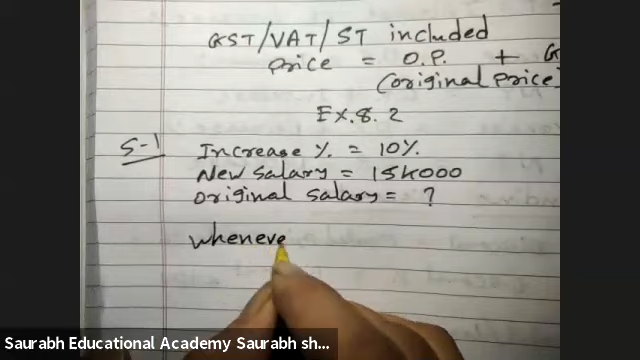 GST/VAT/ST included
Price = O.P. +
(original price)
Ex.8.2
S-1
Increase %. = 10%.
New salary = 154000
original salary = ?
wheneve
Saurabh Educational Academy Saurabh sh...